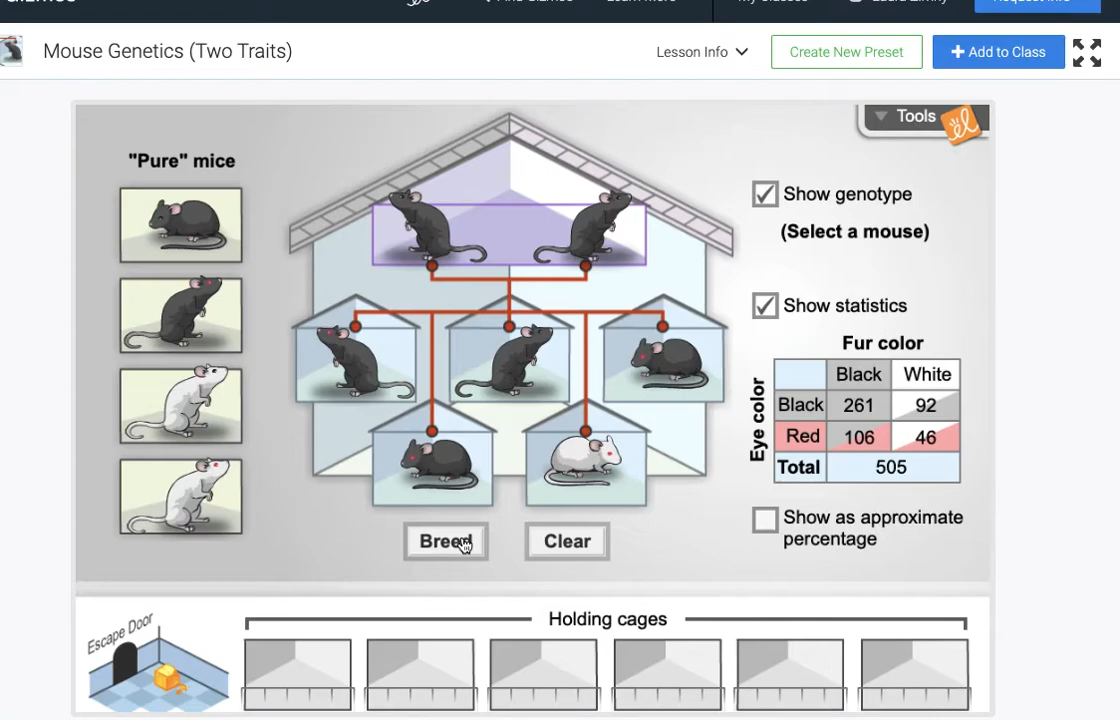 Mouse Genetics (Two Traits)
Lesson Info
Create New Preset
+ Add to Class
Tools
"Pure" mice
Show genotype
(Select a mouse)
Show statistics
Fur color
Eye color
Black White
Black 261 92
Red 106 46
Total 505
Show as approximate
percentage
Breed
Clear
Escape Door
Holding cages